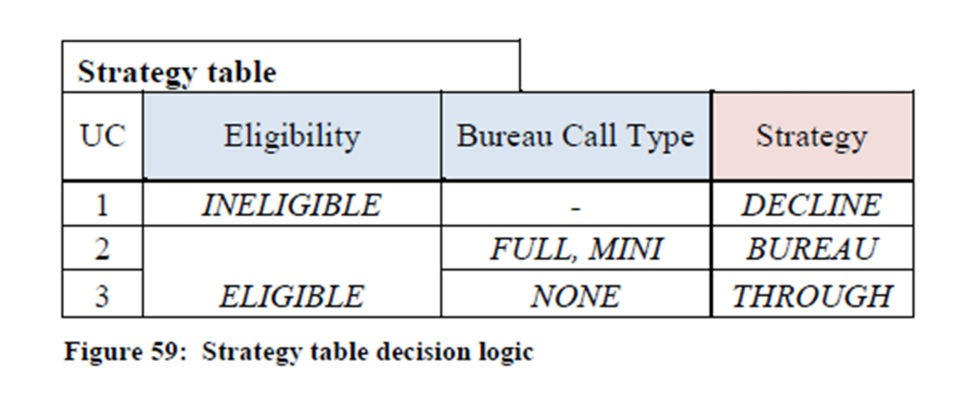 Strategy table
UC Eligibility Bureau Call Type Strategy
1 INELIGIBLE - DECLINE
2 FULL, MINI BUREAU
3 ELIGIBLE NONE THROUGH
Figure 59: Strategy table decision logic